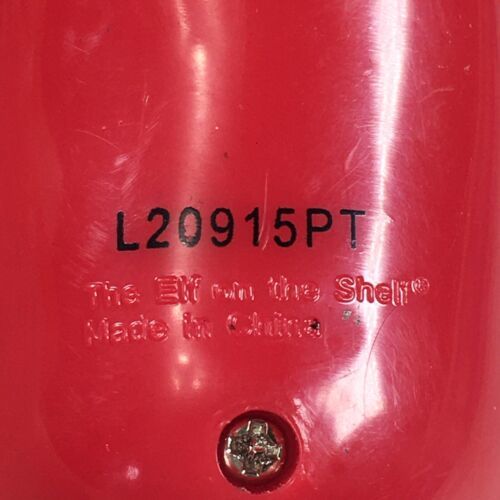 L20915PT
The Elf on the Shelf®
Made in China